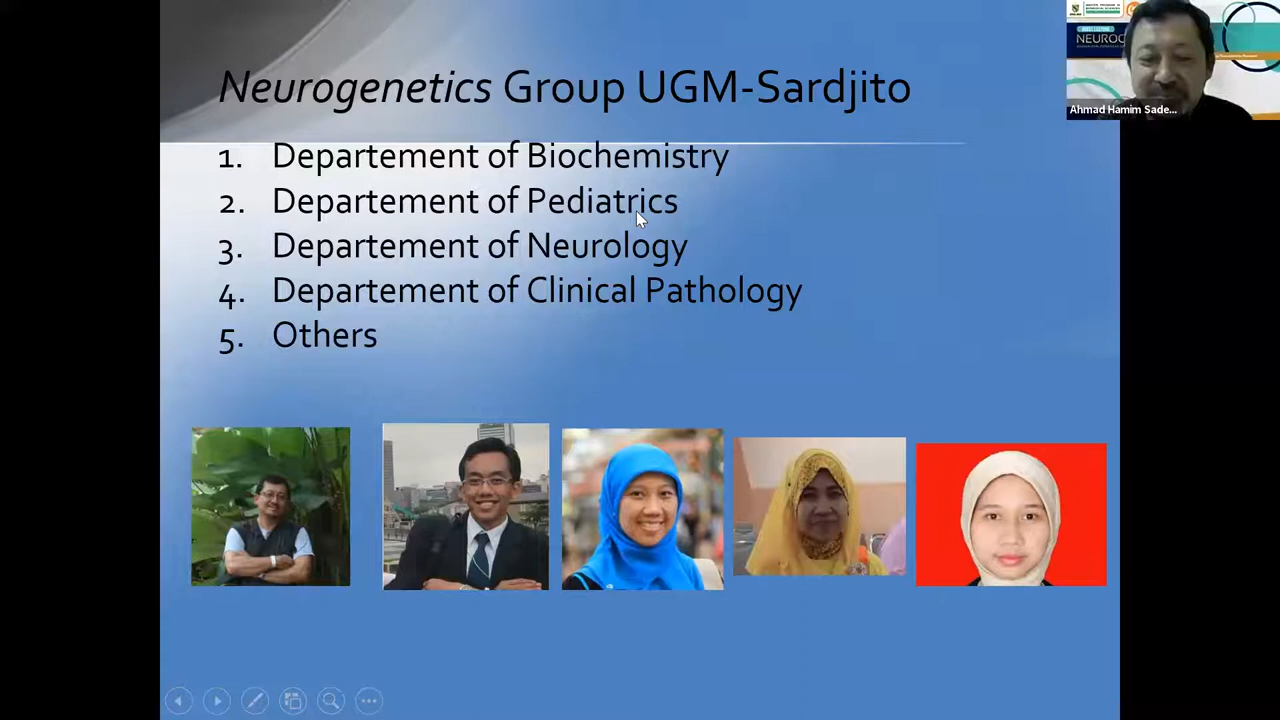 Neurogenetics Group UGM-Sardjito
1. Departement of Biochemistry
2. Departement of Pediatrics
3. Departement of Neurology
4. Departement of Clinical Pathology
5. Others
NEUROC
Ahmad Hamim Sade...